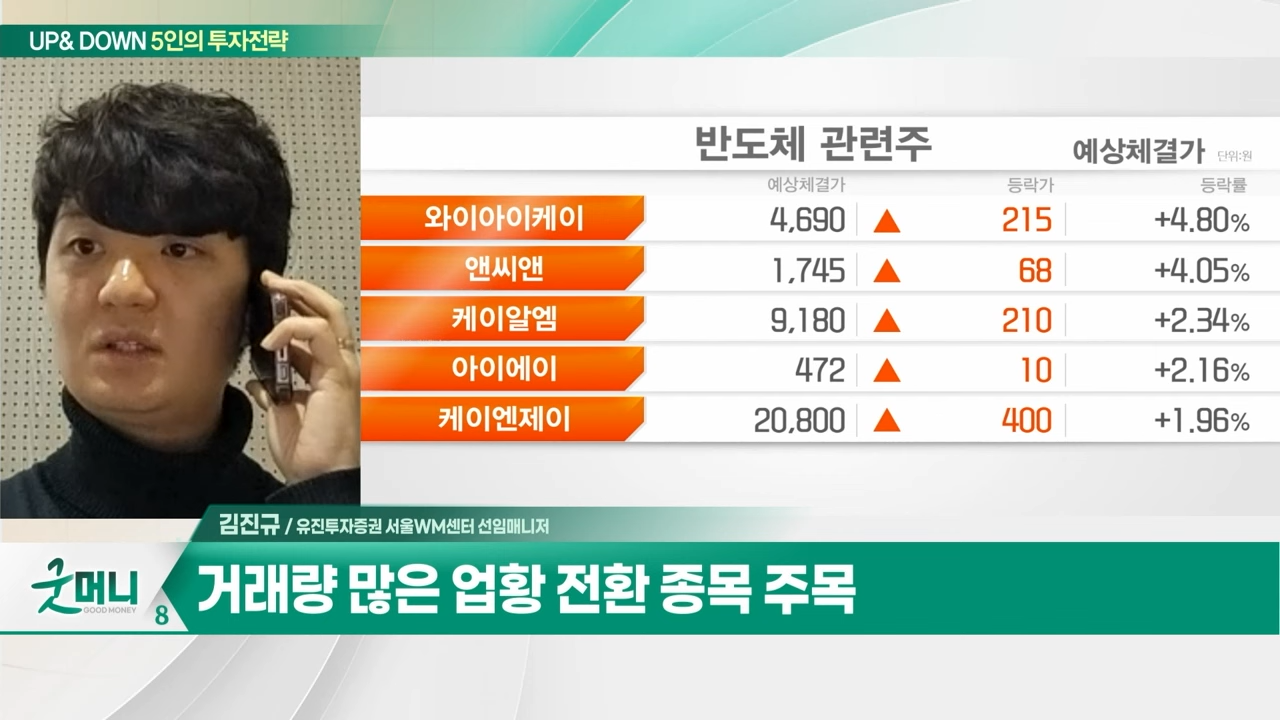 UP& DOWN 5인의 투자전략
반도체 관련주 예상체결가 단위:원
예상체결가 등락가 등락률
와이아이케이 4,690 ▲ 215 +4.80%
앤씨앤 1,745 ▲ 68 +4.05%
케이알엠 9,180 ▲ 210 +2.34%
아이에이 472 ▲ 10 +2.16%
케이엔제이 20,800 ▲ 400 +1.96%
김진규 / 유진투자증권 서울WM센터 선임매니저
굿머니
GOOD MONEY
8
거래량 많은 업황 전환 종목 주목